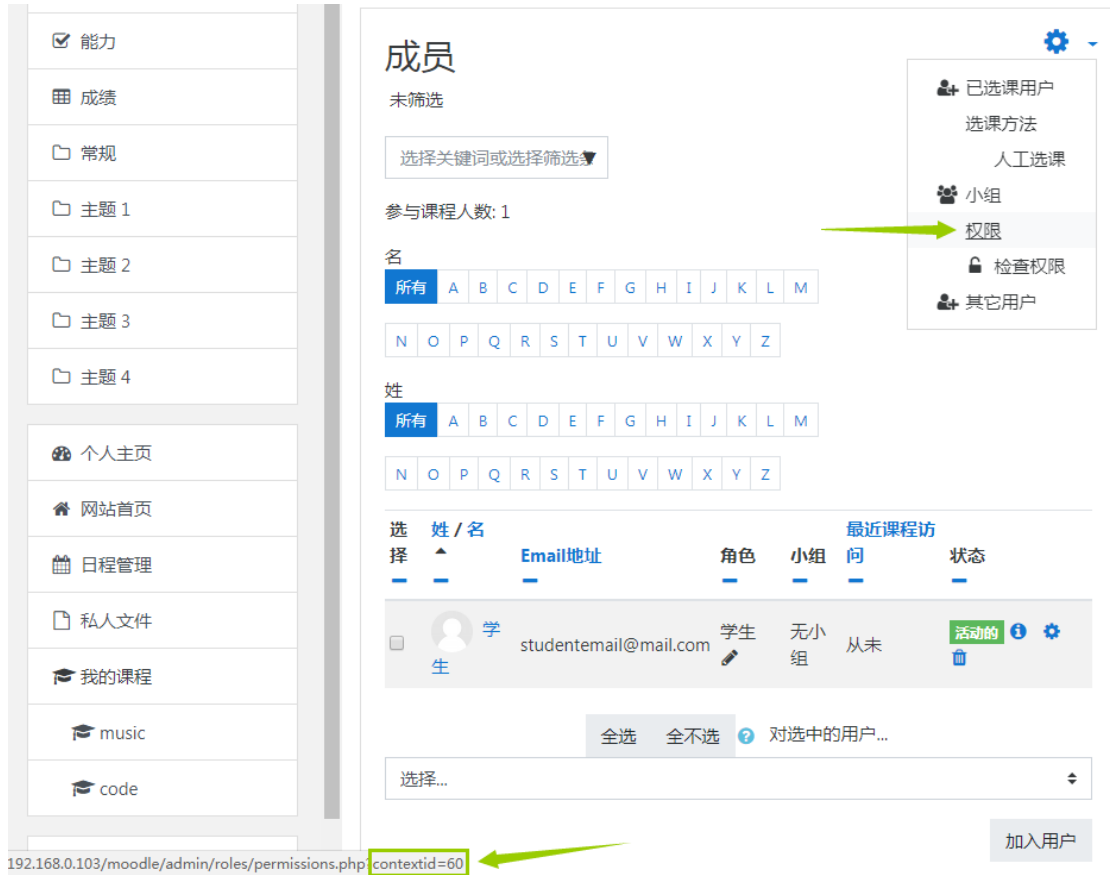 能力
成绩
常规
主题 1
主题 2
主题 3
主题 4
个人主页
网站首页
日程管理
私人文件
我的课程
music
code
成员
未筛选
选择关键词或选择筛选
参与课程人数: 1
名
所有 A B C D E F G H I J K L M
N O P Q R S T U V W X Y Z
姓
所有 A B C D E F G H I J K L M
N O P Q R S T U V W X Y Z
已选课用户
选课方法
人工选课
小组
权限
检查权限
其它用户
选择 姓 / 名 Email地址 角色 小组 最近课程访问 状态
学生 studentemail@mail.com 学生 无小组 从未 活动的
全选 全不选 对选中的用户...
选择...
加入用户
192.168.0.103/moodle/admin/roles/permissions.php?contextid=60